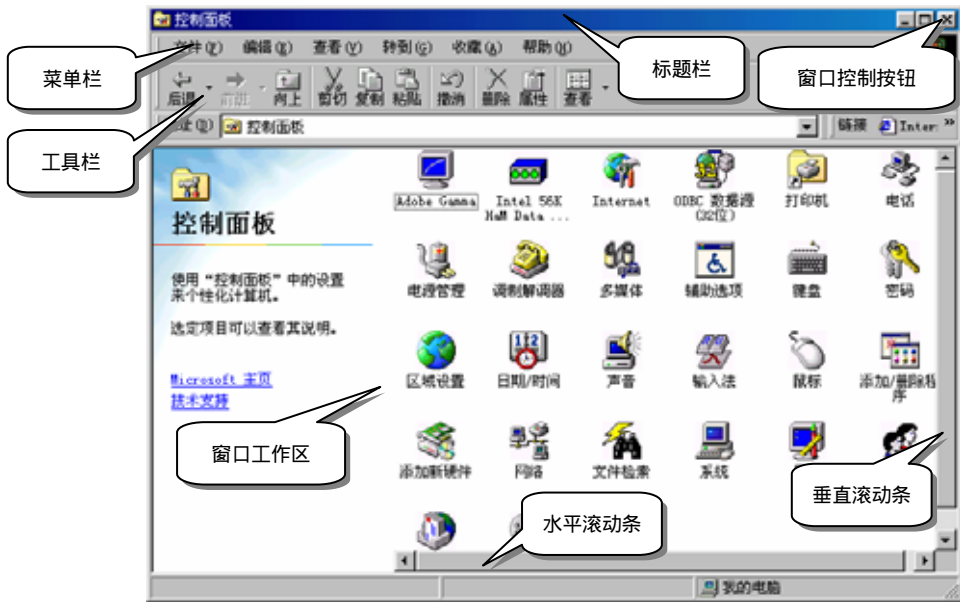 控制面板
编辑(E) 查看(V) 转到(G) 收藏(A) 帮助(H)
菜单栏
标题栏
窗口控制按钮
后退 前进 向上 剪切 复制 粘贴 撤消 删除 属性 查看
工具栏
控制面板
链接 Inter
控制面板
使用“控制面板”中的设置
来个性化计算机。
选定项目可以查看其说明。
Microsoft 主页
技术支持
Adobe Gamma
Intel 56K
HaM Data ...
Internet
ODBC 数据源
(32位)
打印机
电话
电源管理
调制解调器
多媒体
辅助选项
键盘
密码
区域设置
日期/时间
声音
输入法
鼠标
添加/删除程
序
添加新硬件
网络
文件检索
系统
窗口工作区
垂直滚动条
水平滚动条
我的电脑